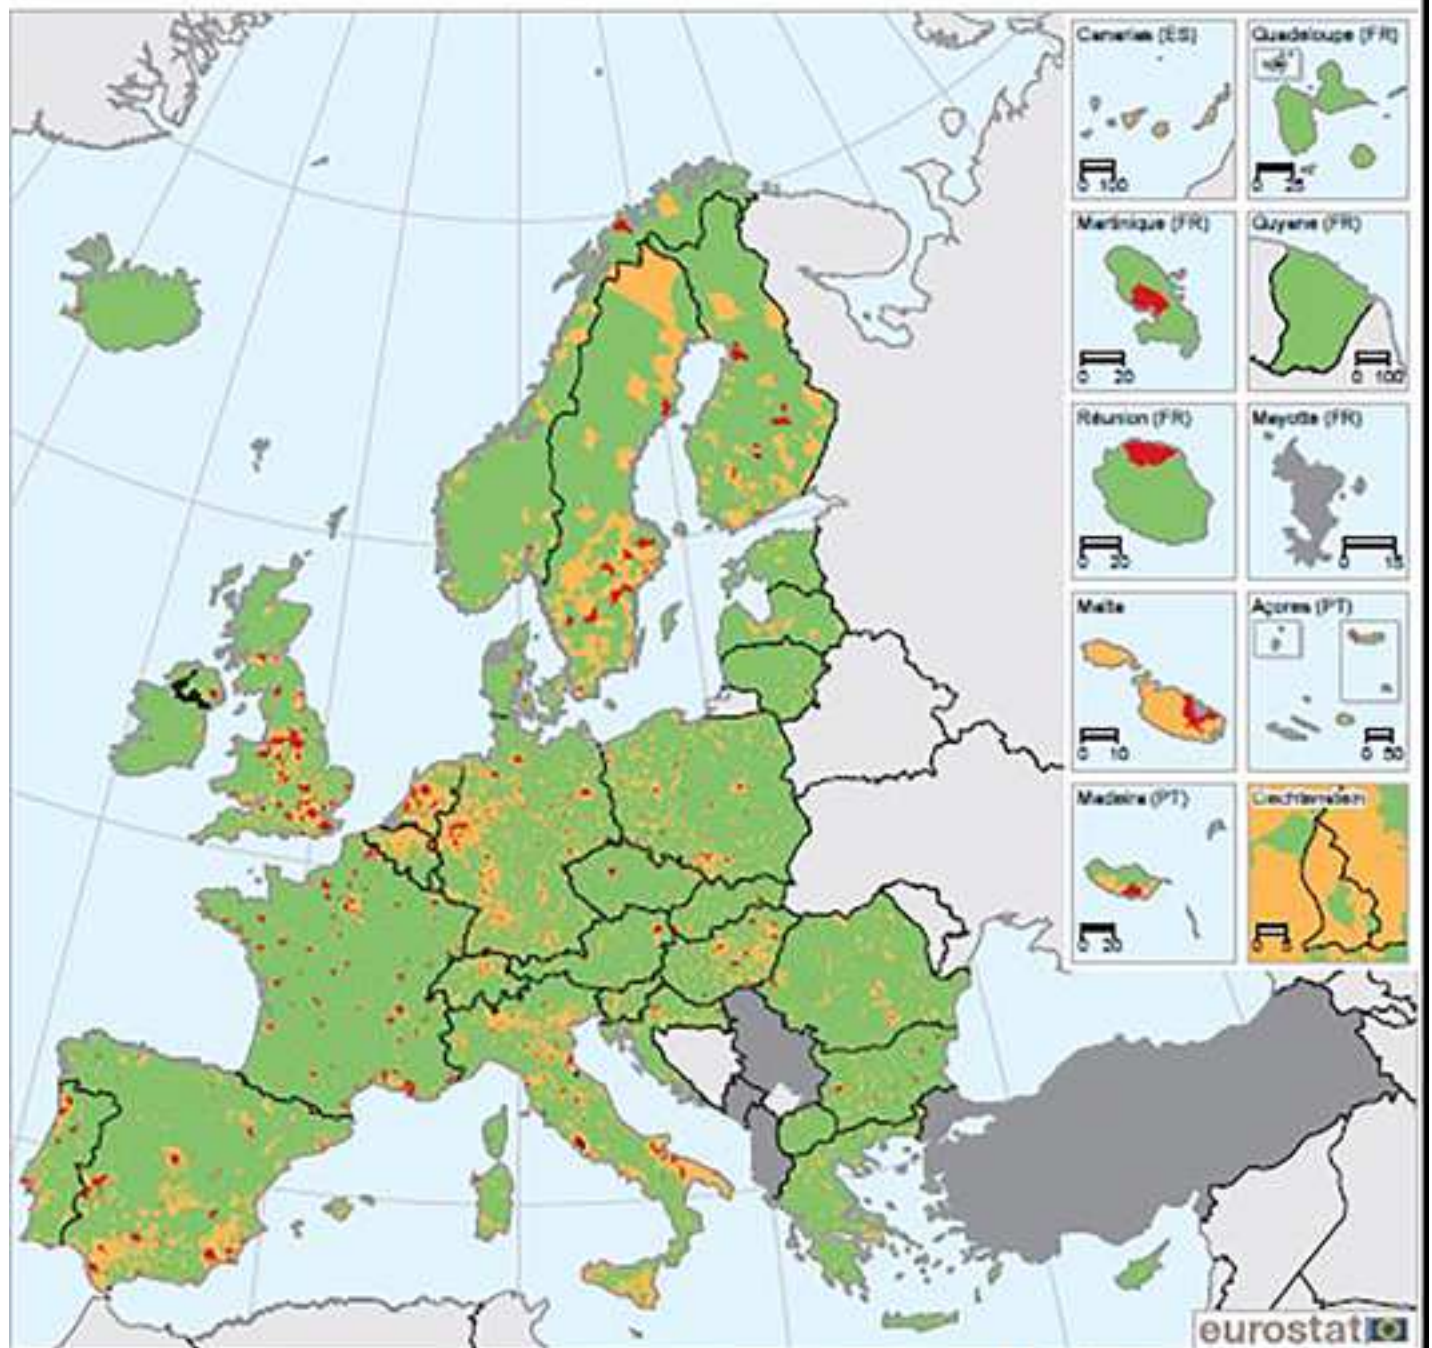 Canarias (ES)
0 100
Guadeloupe (FR)
0 25
Martinique (FR)
0 20
Guyane (FR)
0 100
Réunion (FR)
0 20
Mayotte (FR)
0 15
Malta
0 10
Açores (PT)
0 50
Madeira (PT)
0 20
Liechtenstein
0 5
eurostat